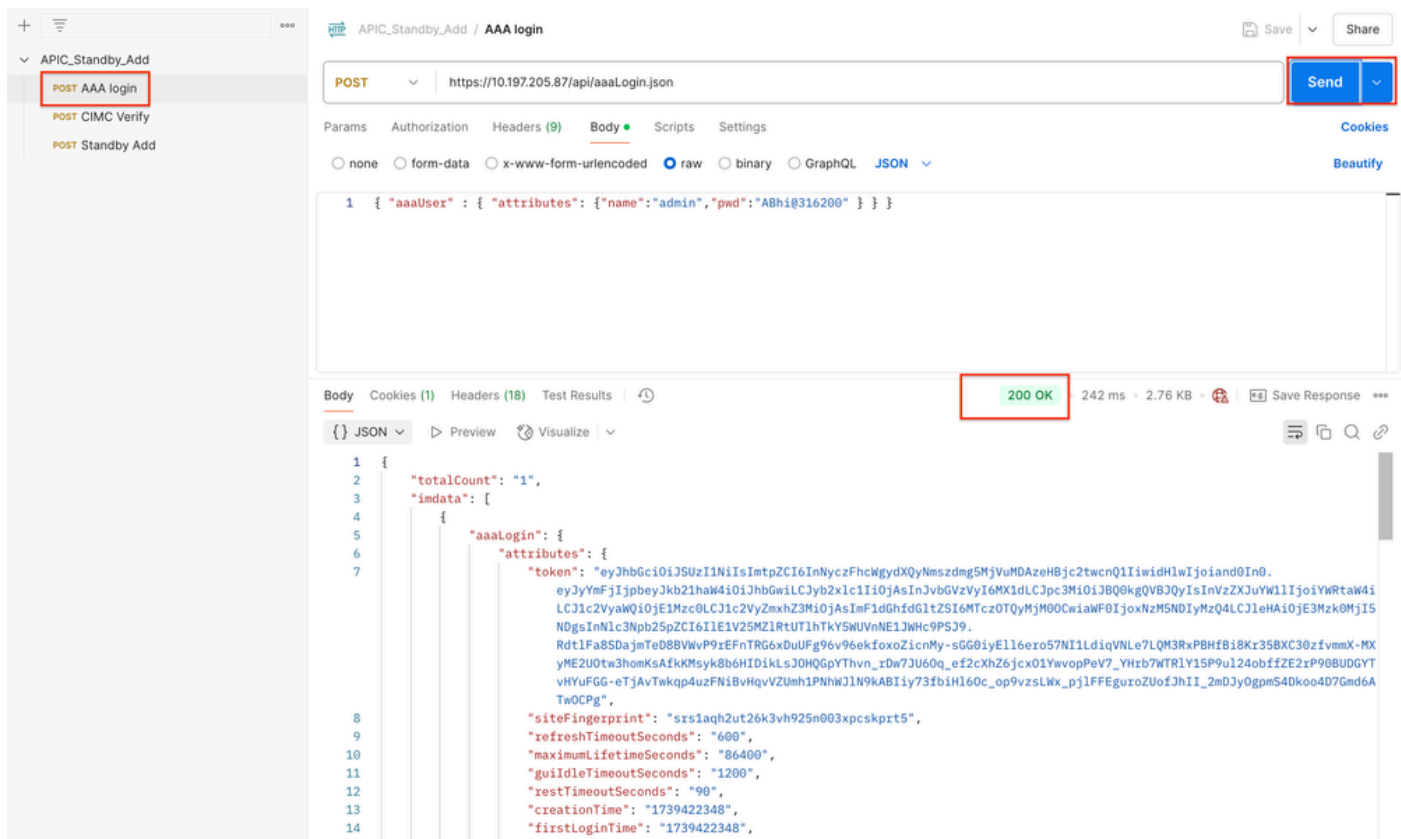 APIC_Standby_Add / AAA login
Save
Share
APIC_Standby_Add
POST AAA login
POST CIMC Verify
POST Standby Add
POST
https://10.197.205.87/api/aaaLogin.json
Send
Params Authorization Headers (9) Body Scripts Settings
Cookies
none form-data x-www-form-urlencoded raw binary GraphQL JSON
Beautify
1 { "aaaUser" : { "attributes": {"name":"admin","pwd":"ABhi@316200" } } }
Body Cookies (1) Headers (18) Test Results
200 OK 242 ms 2.76 KB Save Response
{} JSON Preview Visualize
1 {
2 "totalCount": "1",
3 "imdata": [
4 {
5 "aaaLogin": {
6 "attributes": {
7 "token":
8 "siteFingerprint": "srs1aqh2ut26k3vh925n003xpcskprt5",
9 "refreshTimeoutSeconds": "600",
10 "maximumLifetimeSeconds": "86400",
11 "guiIdleTimeoutSeconds": "1200",
12 "restTimeoutSeconds": "90",
13 "creationTime": "1739422348",
14 "firstLoginTime": "1739422348",